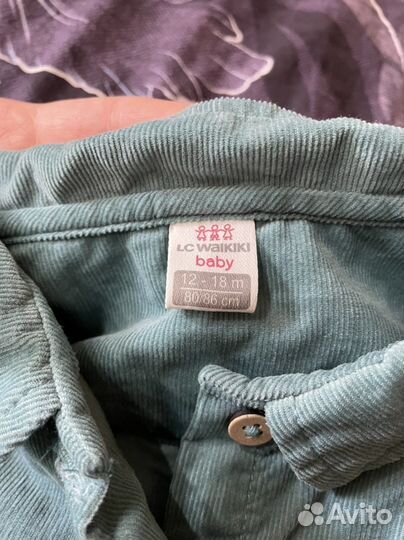 LC WAIKIKI
baby
12 - 18 m
80/86 cm
Avito